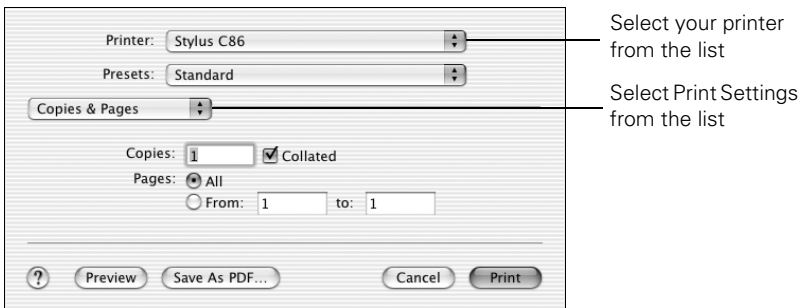 Printer: Stylus C86
Presets: Standard
Copies & Pages
Copies: 1 Collated
Pages: All
From: 1 to: 1
? Preview Save As PDF... Cancel Print
Select your printer
from the list
Select Print Settings
from the list